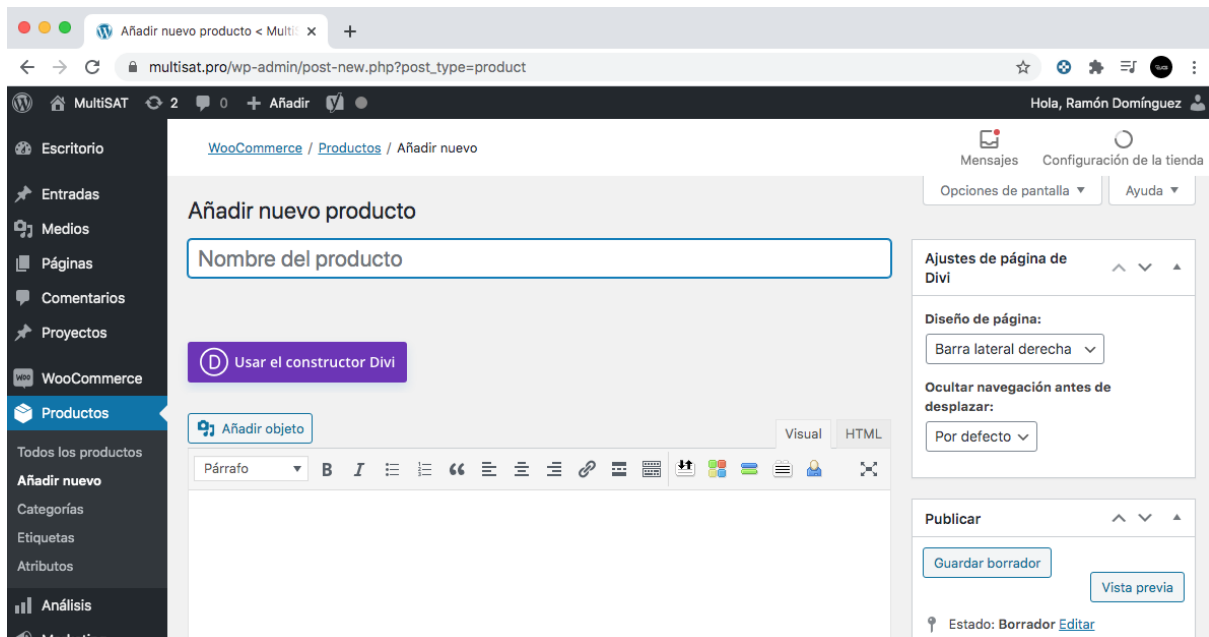 Añadir nuevo producto < Multi
multisat.pro/wp-admin/post-new.php?post_type=product
MultiSAT 2 0 Añadir Hola, Ramón Domínguez
Escritorio
Entradas
Medios
Páginas
Comentarios
Proyectos
WooCommerce
Productos
Todos los productos
Añadir nuevo
Categorías
Etiquetas
Atributos
Análisis
WooCommerce / Productos / Añadir nuevo
Mensajes Configuración de la tienda
Opciones de pantalla Ayuda
Añadir nuevo producto
Nombre del producto
D Usar el constructor Divi
Añadir objeto
Visual HTML
Párrafo B I
Ajustes de página de
Divi
Diseño de página:
Barra lateral derecha
Ocultar navegación antes de
desplazar:
Por defecto
Publicar
Guardar borrador
Vista previa
Estado: Borrador Editar